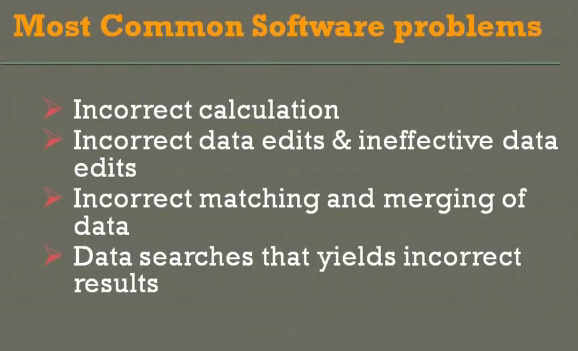 Most Common Software problems
Incorrect calculation
Incorrect data edits & ineffective data
edits
Incorrect matching and merging of
data
Data searches that yields incorrect
results